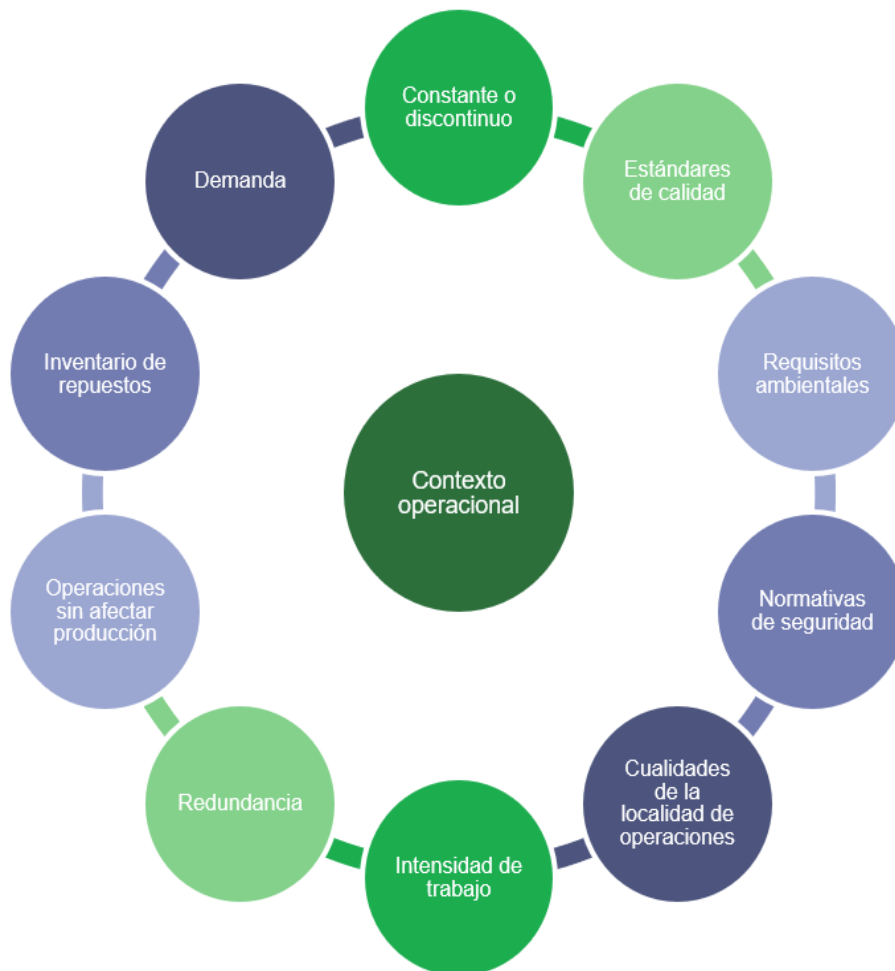 Constante o
discontinuo
Estándares
de calidad
Requisitos
ambientales
Normativas
de seguridad
Cualidades
de la
localidad de
operaciones
Intensidad de
trabajo
Redundancia
Operaciones
sin afectar
producción
Inventario de
repuestos
Demanda
Contexto
operacional